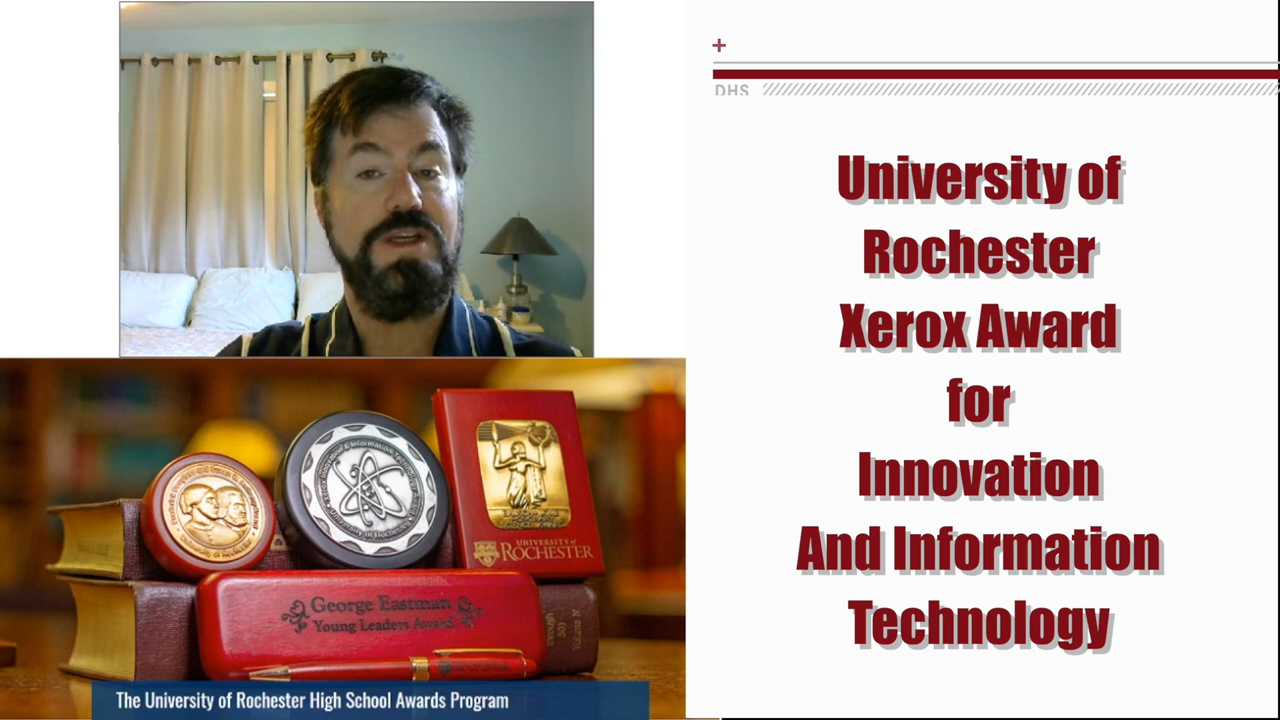 DHS
University of
Rochester
Xerox Award
for
Innovation
And Information
Technology
UNIVERSITY of
ROCHESTER
George Eastman
Young Leaders Award
The University of Rochester High School Awards Program